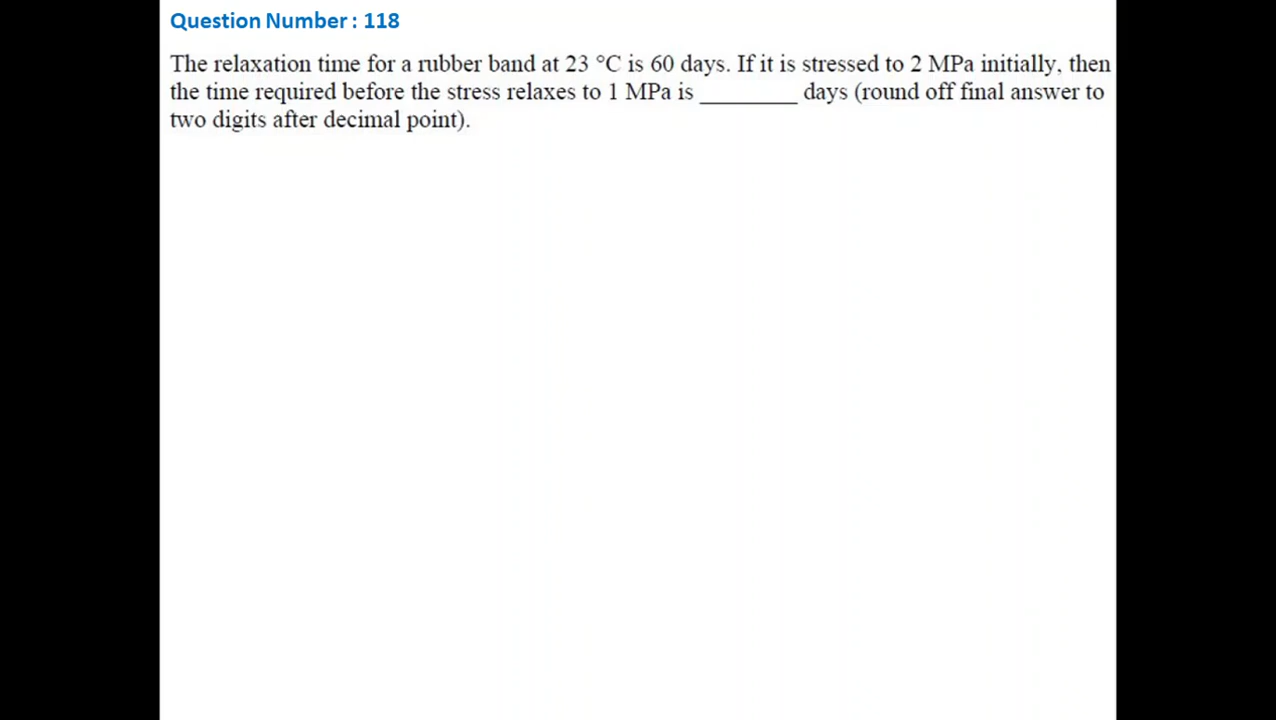 Question Number : 118
The relaxation time for a rubber band at 23 °C is 60 days. If it is stressed to 2 MPa initially, then
the time required before the stress relaxes to 1 MPa is _________ days (round off final answer to
two digits after decimal point).